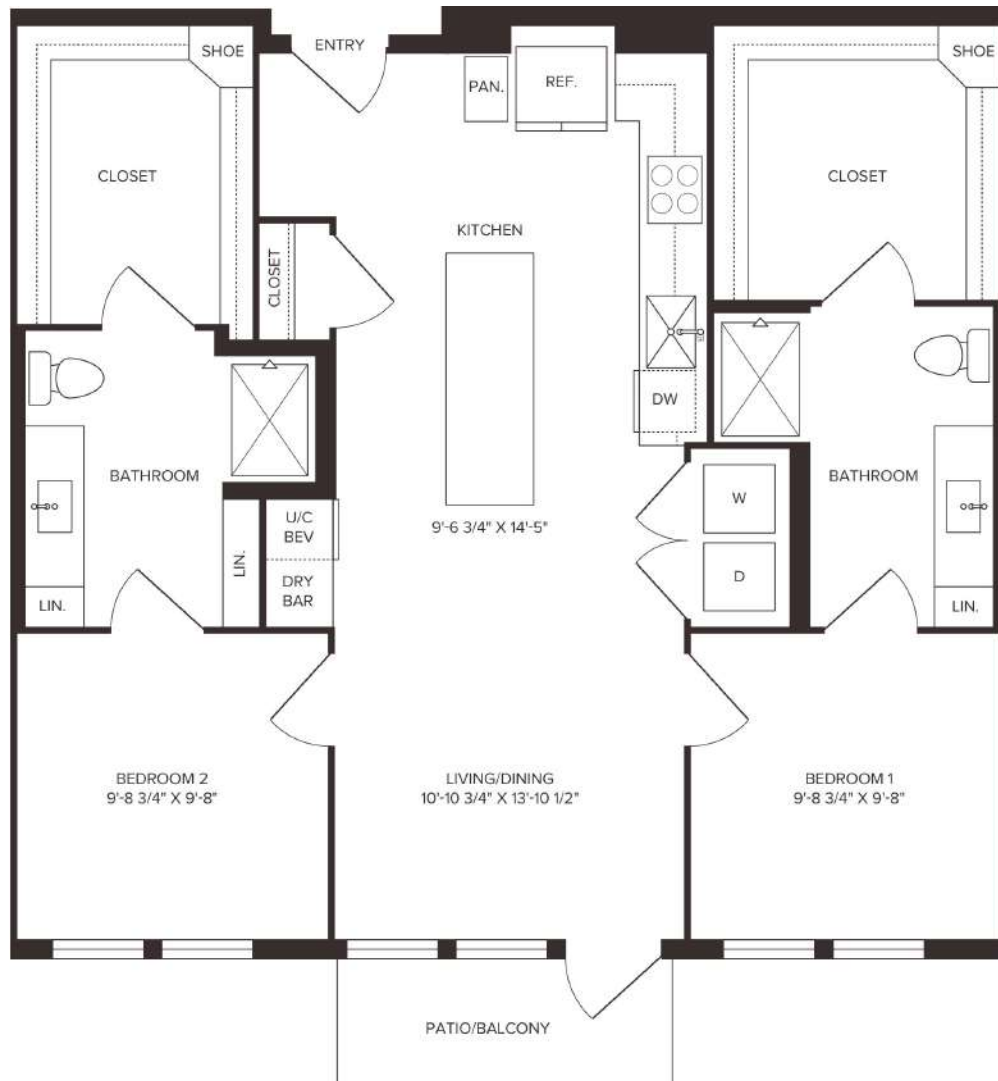 SHOE
ENTRY
PAN.
REF.
SHOE
CLOSET
CLOSET
KITCHEN
CLOSET
DW
BATHROOM
BATHROOM
W
U/C
BEV
9'-6 3/4" X 14'-5"
LIN.
DRY
BAR
D
LIN.
LIN.
BEDROOM 2
9'-8 3/4" X 9'-8"
LIVING/DINING
10'-10 3/4" X 13'-10 1/2"
BEDROOM 1
9'-8 3/4" X 9'-8"
PATIO/BALCONY